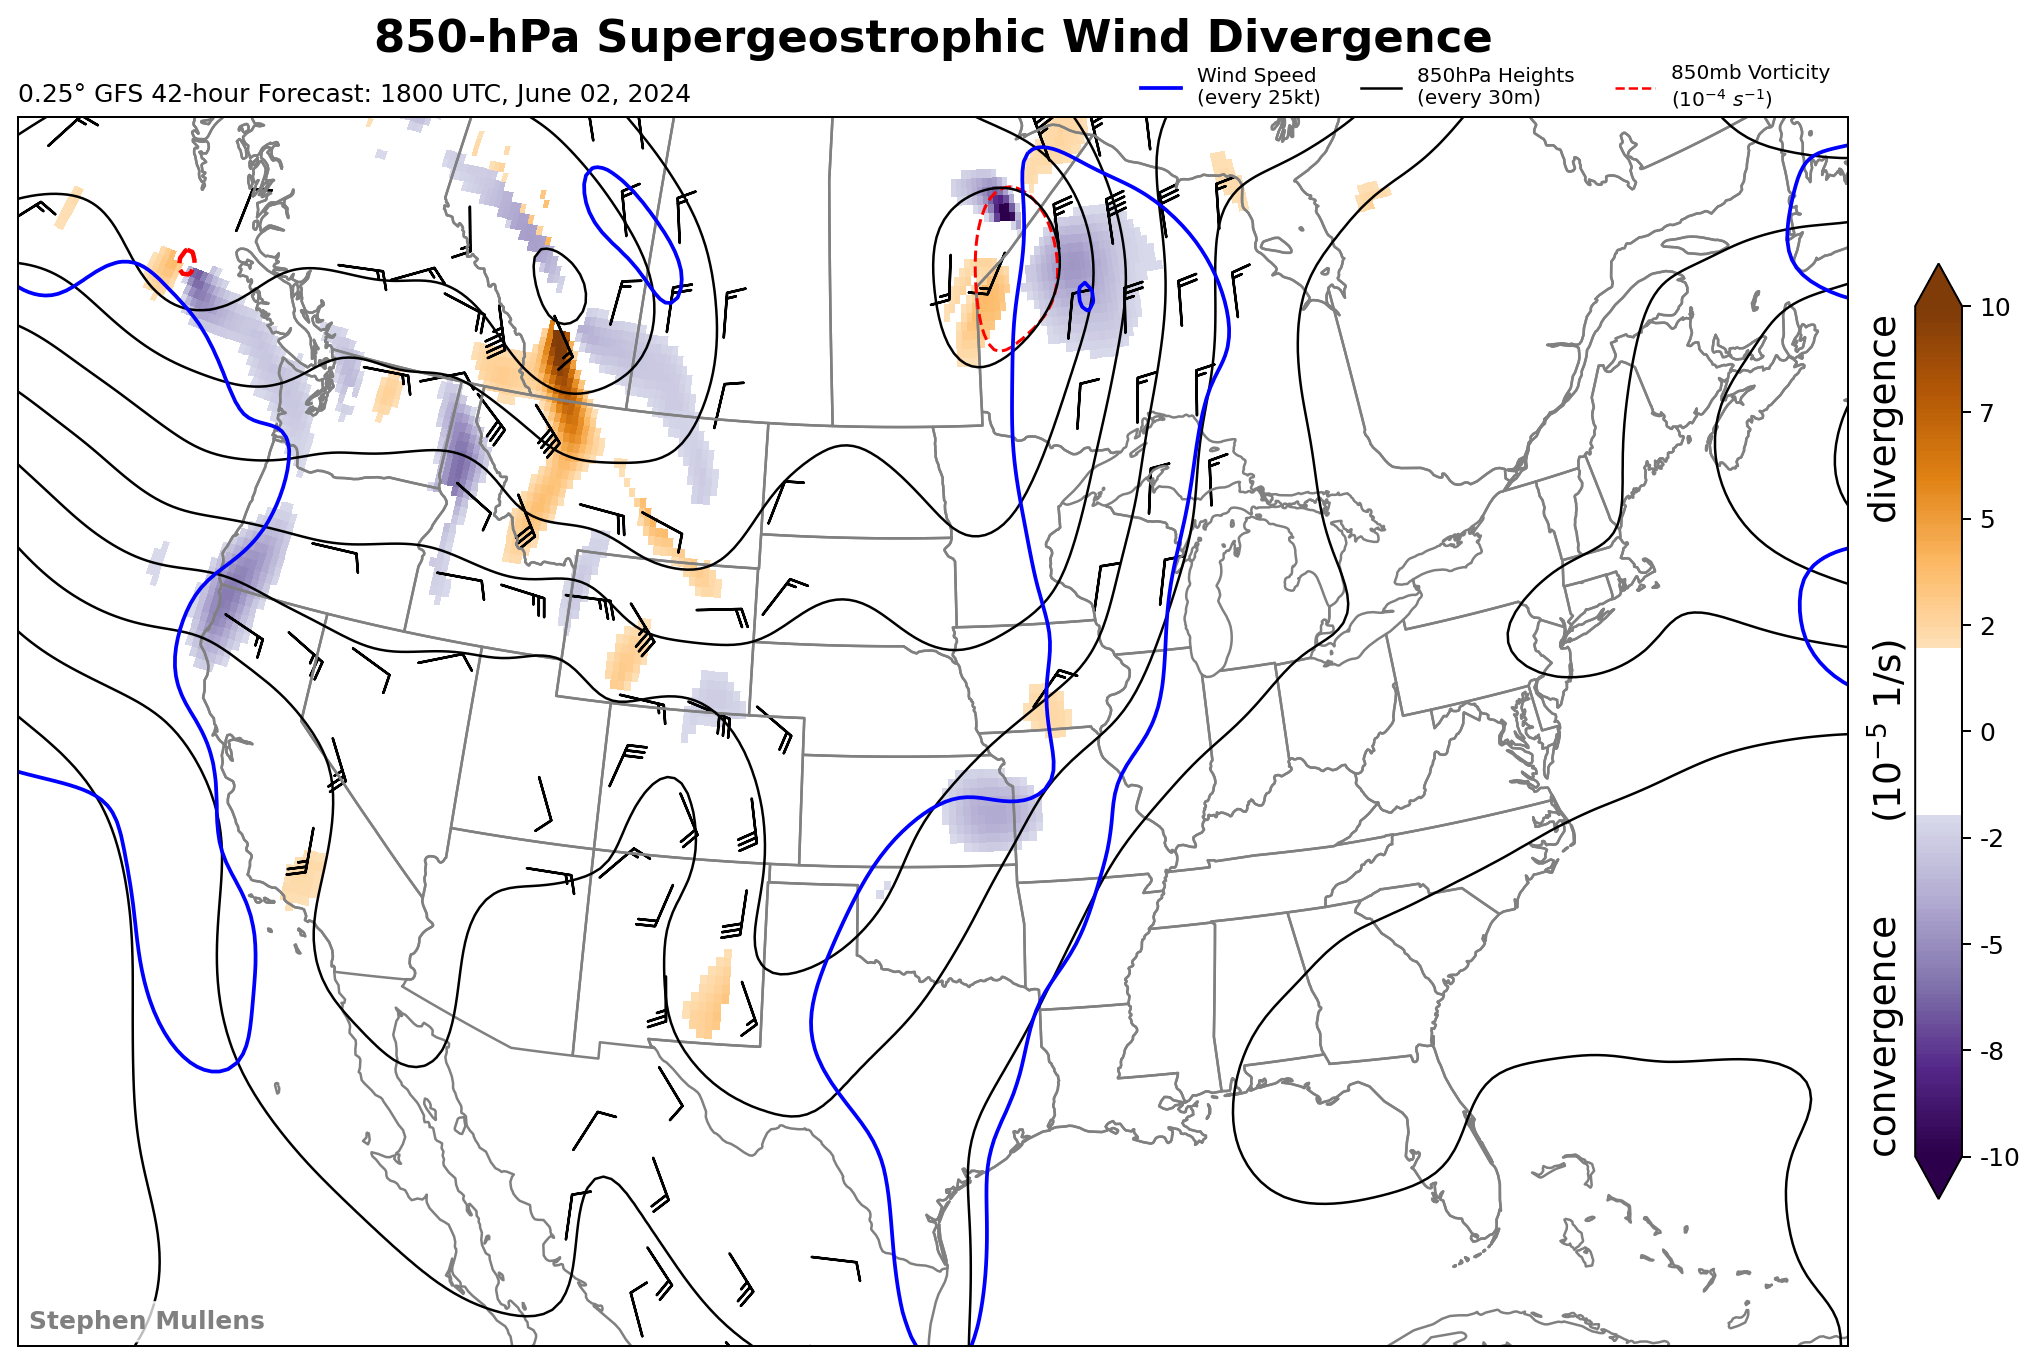 850-hPa Supergeostrophic Wind Divergence
0.25° GFS 42-hour Forecast: 1800 UTC, June 02, 2024
Wind Speed
(every 25kt)
850hPa Heights
(every 30m)
850mb Vorticity
(10⁻⁴ s⁻¹)
10
7
5
2
0
-2
-5
-8
-10
convergence (10⁻⁵ 1/s) divergence
Stephen Mullens